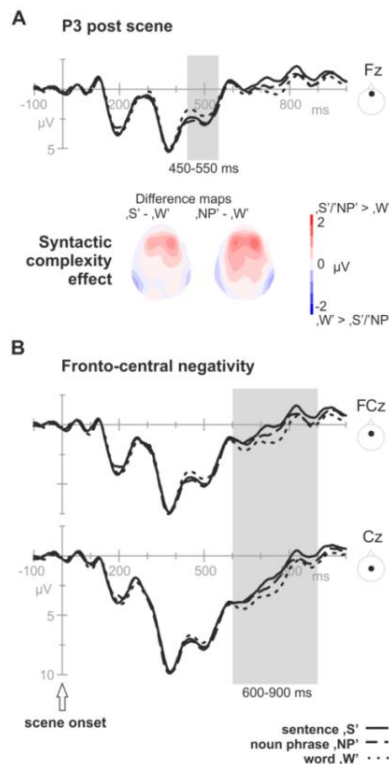 A
P3 post scene
Fz
-100 200 500 800 ms
µV
5
450-550 ms
Difference maps
‚S' - ‚W' ‚NP' - ‚W'
Syntactic
complexity
effect
‚S'/'NP' > ‚W'
2
0 µV
-2
‚W' > ‚S'/'NP
B
Fronto-central negativity
FCz
Cz
200 500 ms
µV
5
10
600-900 ms
scene onset
sentence ‚S'
noun phrase ‚NP'
word ‚W'